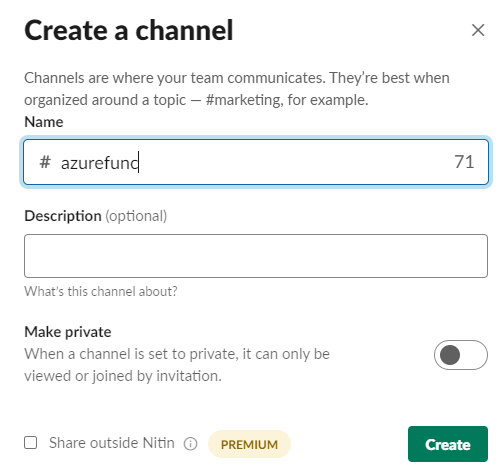 Create a channel
Channels are where your team communicates. They're best when
organized around a topic — #marketing, for example.
Name
# azurefunc 71
Description (optional)
What's this channel about?
Make private
When a channel is set to private, it can only be
viewed or joined by invitation.
Share outside Nitin PREMIUM
Create